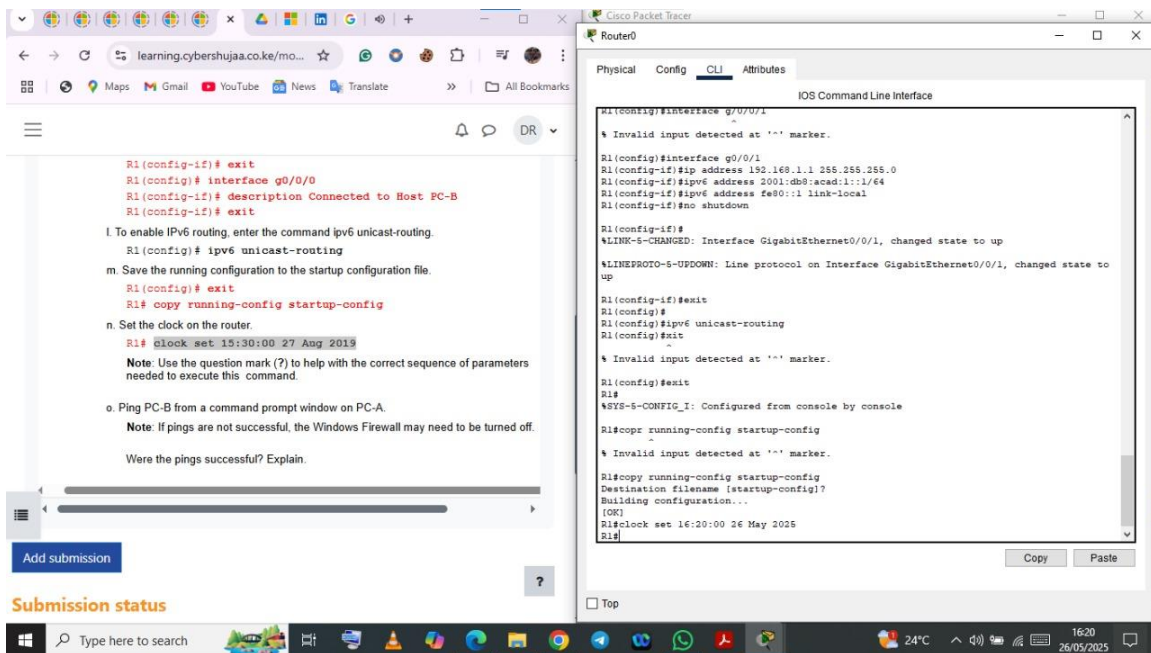 learning.cybershujaa.co.ke/mo...
Maps
Gmail
YouTube
News
Translate
»
All Bookmarks
DR
R1(config-if)# exit
R1(config)# interface g0/0/0
R1(config-if)# description Connected to Host PC-B
R1(config-if)# exit
l. To enable IPv6 routing, enter the command ipv6 unicast-routing.
R1(config)# ipv6 unicast-routing
m. Save the running configuration to the startup configuration file.
R1(config)# exit
R1# copy running-config startup-config
n. Set the clock on the router.
R1# clock set 15:30:00 27 Aug 2019
Note: Use the question mark (?) to help with the correct sequence of parameters
needed to execute this command.
o. Ping PC-B from a command prompt window on PC-A.
Note: If pings are not successful, the Windows Firewall may need to be turned off.
Were the pings successful? Explain.
Add submission
?
Submission status
Cisco Packet Tracer
Router0
Physical Config CLI Attributes
IOS Command Line Interface
R1(config)#interface g/0/0/1
^
% Invalid input detected at '^' marker.
R1(config)#interface g0/0/1
R1(config-if)#ip address 192.168.1.1 255.255.255.0
R1(config-if)#ipv6 address 2001:db8:acad:1::1/64
R1(config-if)#ipv6 address fe80::1 link-local
R1(config-if)#no shutdown
R1(config-if)#
%LINK-5-CHANGED: Interface GigabitEthernet0/0/1, changed state to up
%LINEPROTO-5-UPDOWN: Line protocol on Interface GigabitEthernet0/0/1, changed state to
up
R1(config-if)#exit
R1(config)#
R1(config)#ipv6 unicast-routing
R1(config)#xit
^
% Invalid input detected at '^' marker.
R1(config)#exit
R1#
%SYS-5-CONFIG_I: Configured from console by console
R1#copr running-config startup-config
^
% Invalid input detected at '^' marker.
R1#copy running-config startup-config
Destination filename [startup-config]?
Building configuration...
[OK]
R1#clock set 16:20:00 26 May 2025
R1#
Copy Paste
Top
Type here to search
24°C
16:20
26/05/2025